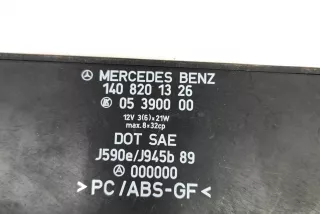 MERCEDES BENZ
140 820 13 26
05 3900 00
12V 3(6)x21W
max. 8x32cp
DOT SAE
J590e/J945b 89
000000
>PC/ABS-GF<